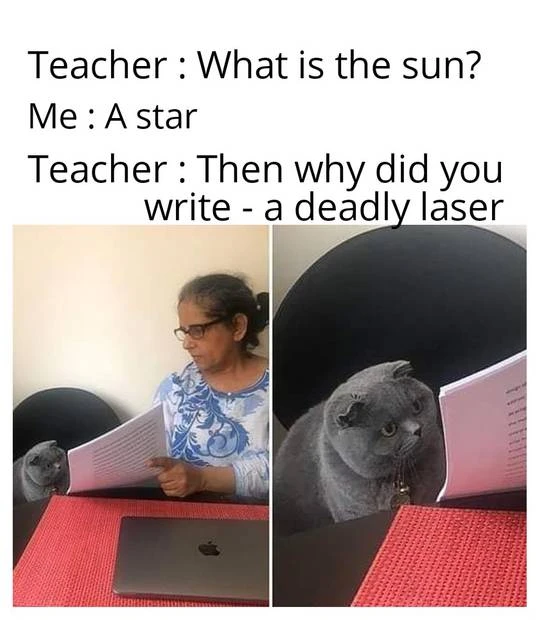 Teacher : What is the sun?
Me : A star
Teacher : Then why did you
write - a deadly laser